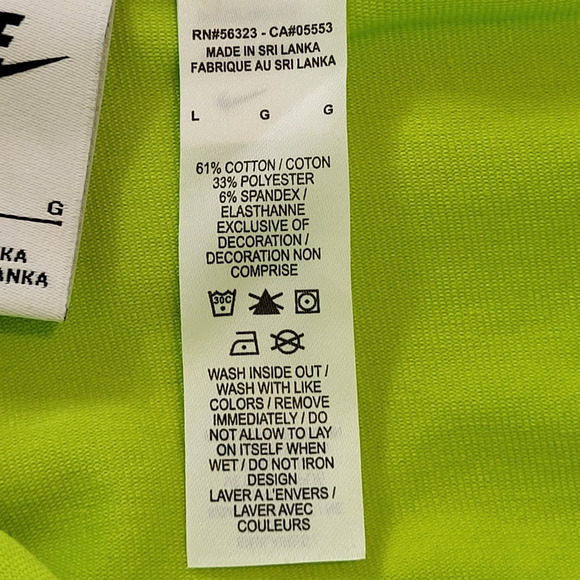 RN#56323 - CA#05553
MADE IN SRI LANKA
FABRIQUE AU SRI LANKA
L G G
61% COTTON / COTON
33% POLYESTER
6% SPANDEX /
ELASTHANNE
EXCLUSIVE OF
DECORATION /
DECORATION NON
COMPRISE
30C
WASH INSIDE OUT /
WASH WITH LIKE
COLORS / REMOVE
IMMEDIATELY / DO
NOT ALLOW TO LAY
ON ITSELF WHEN
WET / DO NOT IRON
DESIGN
LAVER A L'ENVERS /
LAVER AVEC
COULEURS
G
KA
ANKA